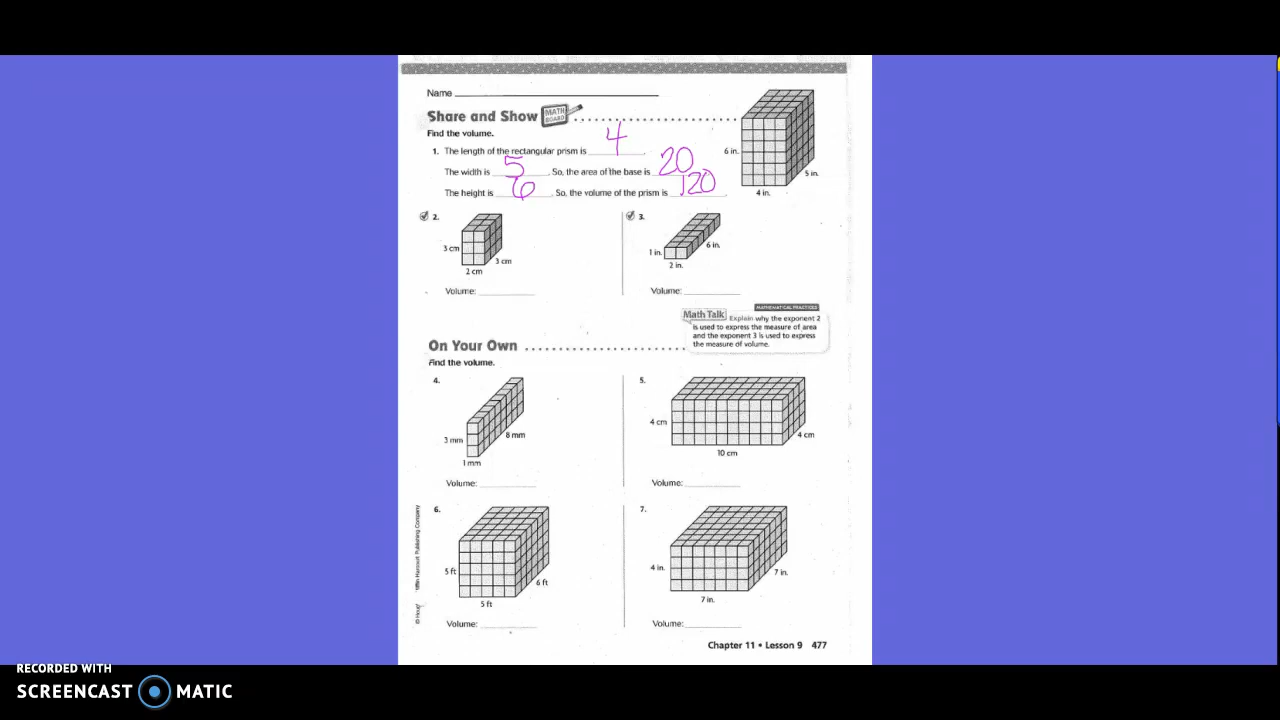 Name
Share and Show MATH BOARD
Find the volume.
1. The length of the rectangular prism is 4.
The width is 5. So, the area of the base is 20
The height is 6. So, the volume of the prism is 120.
6 in.
5 in.
4 in.
2.
3 cm
3 cm
2 cm
Volume:
3.
1 in.
6 in.
2 in.
Volume:
MATHEMATICAL PRACTICES
Math Talk Explain why the exponent 2
is used to express the measure of area
and the exponent 3 is used to express
the measure of volume.
On Your Own
Find the volume.
4.
3 mm
8 mm
1 mm
Volume:
5.
4 cm
4 cm
10 cm
Volume:
6.
5 ft
6 ft
5 ft
Volume:
7.
4 in.
7 in.
7 in.
Volume:
Harcourt Publishing Company
Chapter 11 • Lesson 9 477
RECORDED WITH
SCREENCAST MATIC